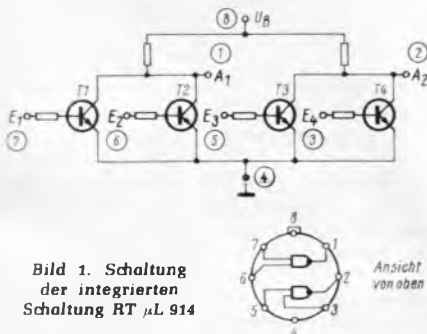 ⑧ U_B
① ②
T1 A₁ T3 A₂
T2 T4
E₁ E₂ E₃ E₄
⑦ ⑥ ⑤ ③
④
Bild 1. Schaltung
der integrierten
Schaltung RT µL 914
8
7 1
6 2
5 3
4
Ansicht
von oben